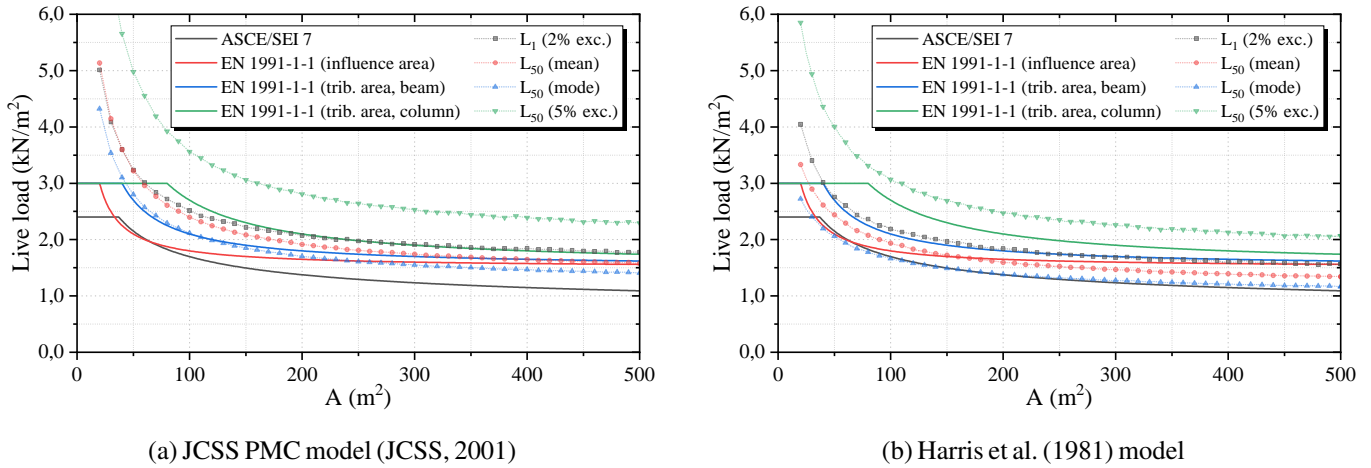 Live load (kN/m²)
6,0
5,0
4,0
3,0
2,0
1,0
0,0
ASCE/SEI 7
EN 1991-1-1 (influence area)
EN 1991-1-1 (trib. area, beam)
EN 1991-1-1 (trib. area, column)
L₁ (2% exc.)
L₅₀ (mean)
L₅₀ (mode)
L₅₀ (5% exc.)
0 100 200 300 400 500
A (m²)
(a) JCSS PMC model (JCSS, 2001)
Live load (kN/m²)
6,0
5,0
4,0
3,0
2,0
1,0
0,0
ASCE/SEI 7
EN 1991-1-1 (influence area)
EN 1991-1-1 (trib. area, beam)
EN 1991-1-1 (trib. area, column)
L₁ (2% exc.)
L₅₀ (mean)
L₅₀ (mode)
L₅₀ (5% exc.)
0 100 200 300 400 500
A (m²)
(b) Harris et al. (1981) model